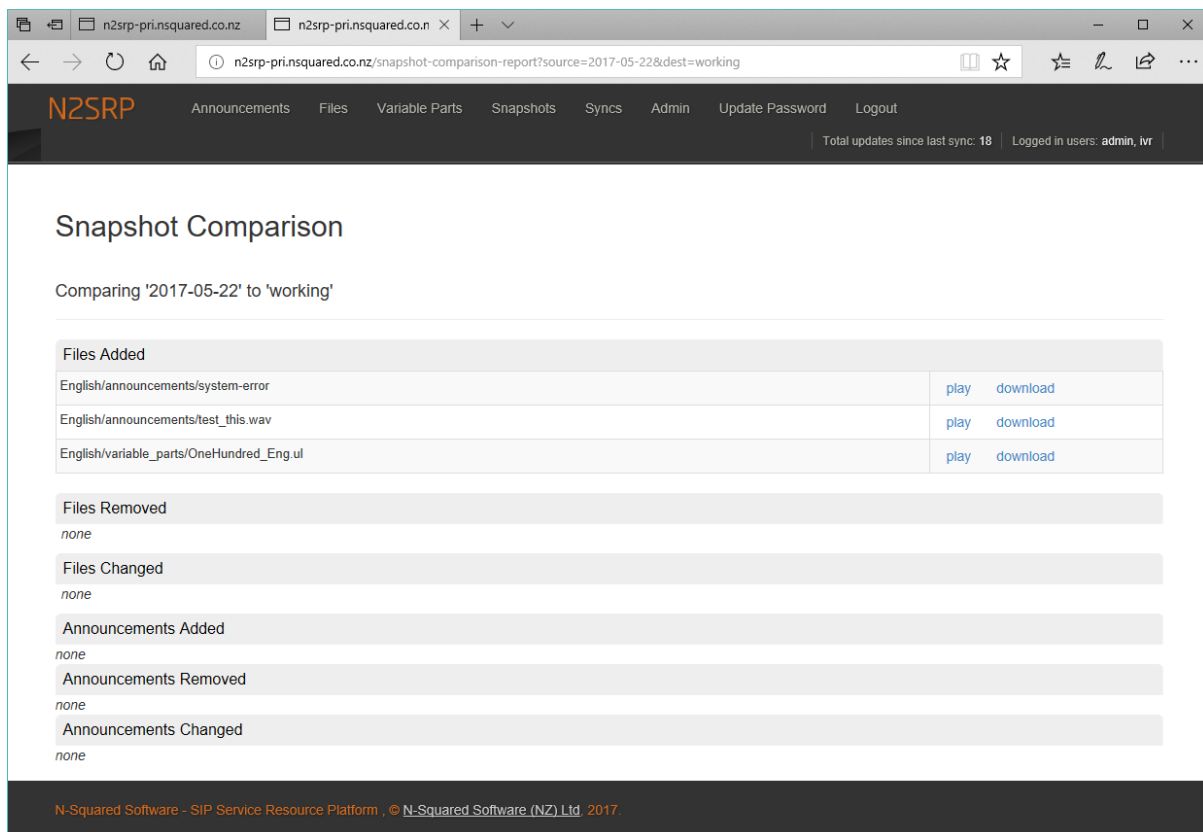 n2srp-pri.nsquared.co.nz
n2srp-pri.nsquared.co.n
n2srp-pri.nsquared.co.nz/snapshot-comparison-report?source=2017-05-22&dest=working
N2SRP Announcements Files Variable Parts Snapshots Syncs Admin Update Password Logout
Total updates since last sync: 18 Logged in users: admin, ivr
Snapshot Comparison
Comparing '2017-05-22' to 'working'
Files Added
English/announcements/system-error play download
English/announcements/test_this.wav play download
English/variable_parts/OneHundred_Eng.ul play download
Files Removed
none
Files Changed
none
Announcements Added
none
Announcements Removed
none
Announcements Changed
none
N-Squared Software - SIP Service Resource Platform , © N-Squared Software (NZ) Ltd, 2017.